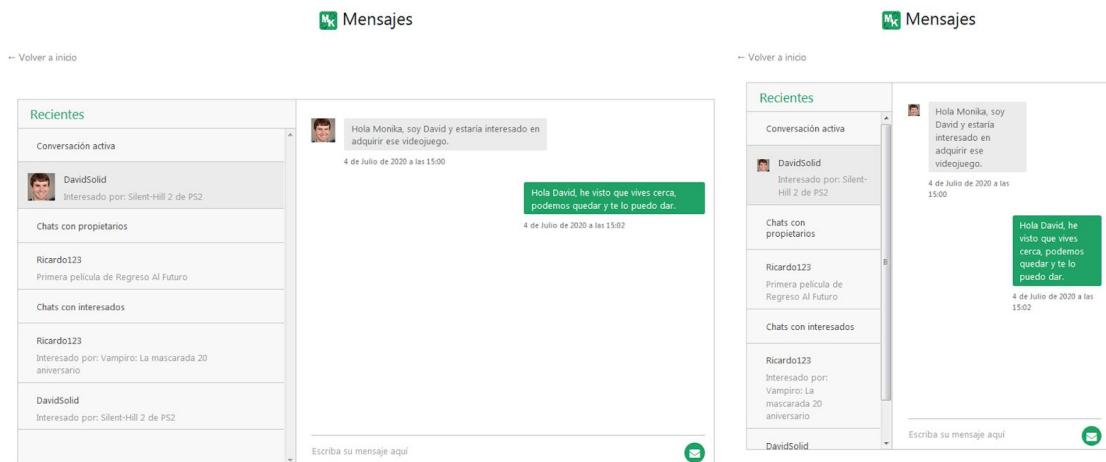 MK Mensajes
← Volver a inicio
Recientes
Conversación activa
DavidSolid
Interesado por: Silent-Hill 2 de PS2
Chats con propietarios
Ricardo123
Primera película de Regreso Al Futuro
Chats con interesados
Ricardo123
Interesado por: Vampiro: La mascarada 20
aniversario
DavidSolid
Interesado por: Silent-Hill 2 de PS2
Hola Monika, soy David y estaría interesado en
adquirir ese videojuego.
4 de Julio de 2020 a las 15:00
Hola David, he visto que vives cerca,
podemos quedar y te lo puedo dar.
4 de Julio de 2020 a las 15:02
Escriba su mensaje aquí
MK Mensajes
← Volver a inicio
Recientes
Conversación activa
DavidSolid
Interesado por: Silent-
Hill 2 de PS2
Chats con
propietarios
Ricardo123
Primera película de
Regreso Al Futuro
Chats con interesados
Ricardo123
Interesado por:
Vampiro: La
mascarada 20
aniversario
DavidSolid
Hola Monika, soy
David y estaría
interesado en
adquirir ese
videojuego.
4 de Julio de 2020 a las
15:00
Hola David, he
visto que vives
cerca, podemos
quedar y te lo
puedo dar.
4 de Julio de 2020 a las
15:02
Escriba su mensaje aquí